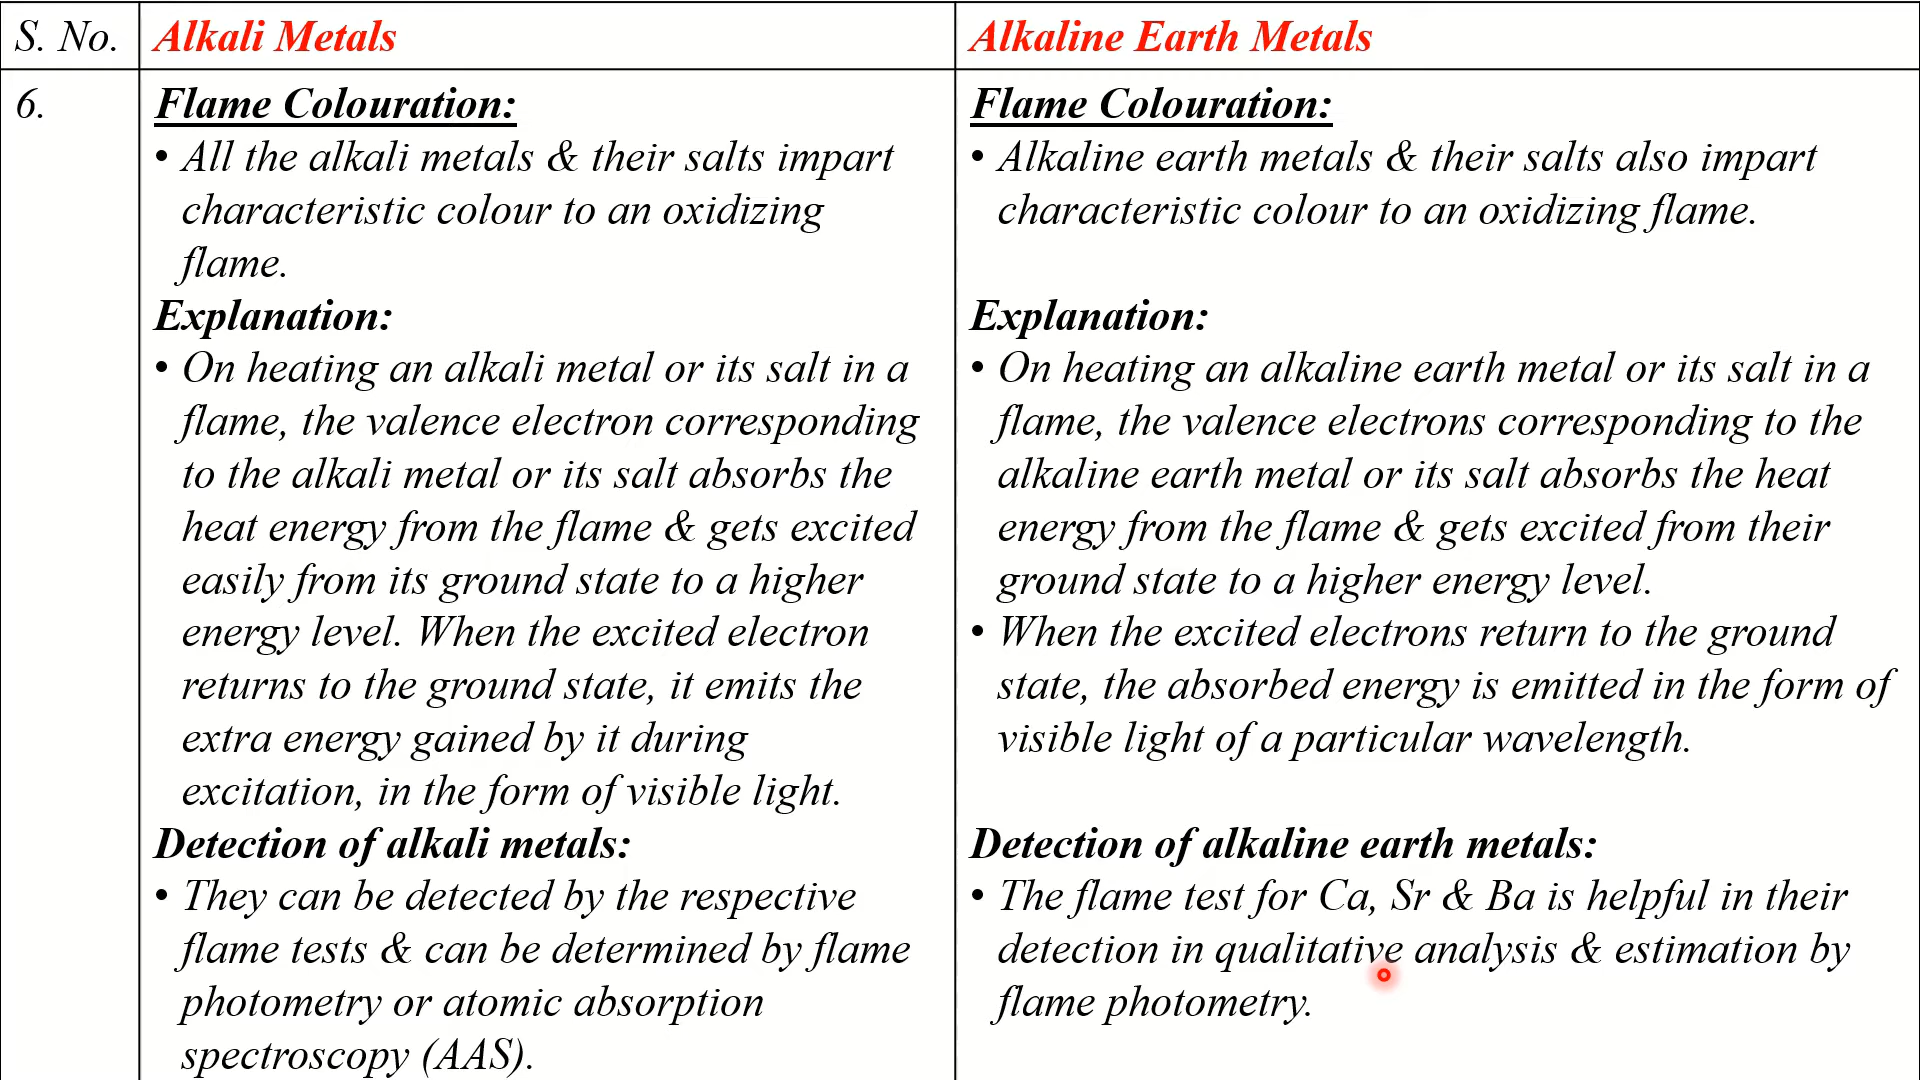 S. No.
Alkali Metals
Alkaline Earth Metals
6.
Flame Colouration:
• All the alkali metals & their salts impart
characteristic colour to an oxidizing
flame.
Explanation:
• On heating an alkali metal or its salt in a
flame, the valence electron corresponding
to the alkali metal or its salt absorbs the
heat energy from the flame & gets excited
easily from its ground state to a higher
energy level. When the excited electron
returns to the ground state, it emits the
extra energy gained by it during
excitation, in the form of visible light.
Detection of alkali metals:
• They can be detected by the respective
flame tests & can be determined by flame
photometry or atomic absorption
spectroscopy (AAS).
Flame Colouration:
• Alkaline earth metals & their salts also impart
characteristic colour to an oxidizing flame.
Explanation:
• On heating an alkaline earth metal or its salt in a
flame, the valence electrons corresponding to the
alkaline earth metal or its salt absorbs the heat
energy from the flame & gets excited from their
ground state to a higher energy level.
• When the excited electrons return to the ground
state, the absorbed energy is emitted in the form of
visible light of a particular wavelength.
Detection of alkaline earth metals:
• The flame test for Ca, Sr & Ba is helpful in their
detection in qualitative analysis & estimation by
flame photometry.